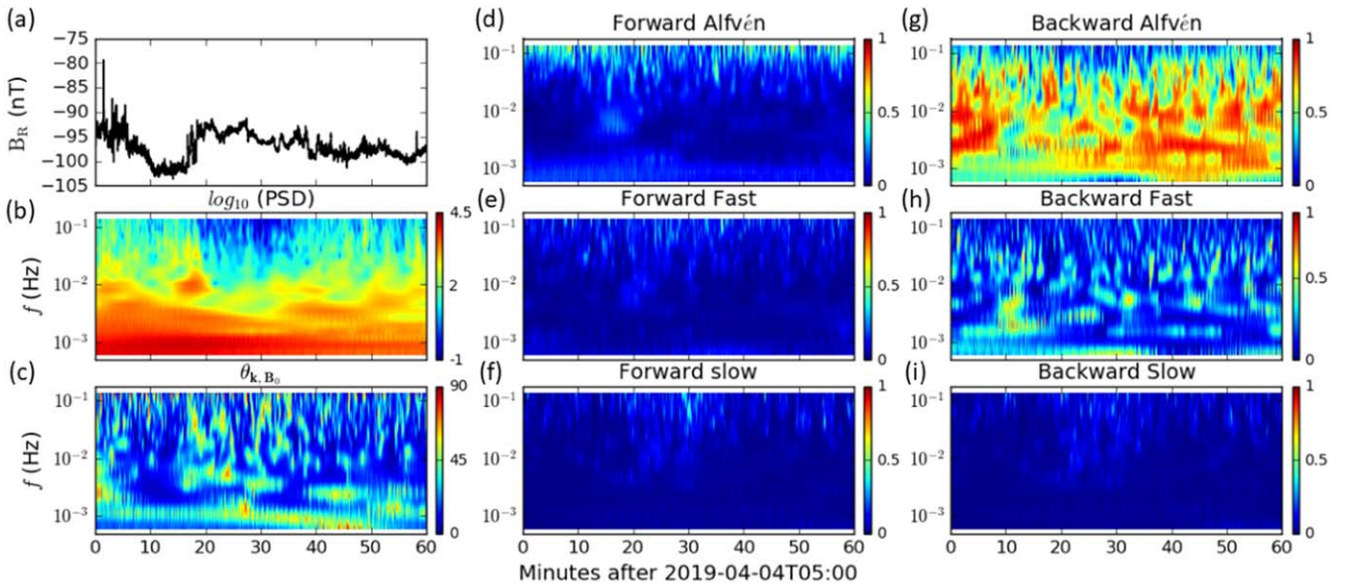 (a)
B_R (nT)
−75
−80
−85
−90
−95
−100
−105
(b)
log10 (PSD)
f (Hz)
10^{-1}
10^{-2}
10^{-3}
4.5
2
-1
(c)
θ_{k, B_0}
f (Hz)
10^{-1}
10^{-2}
10^{-3}
90
45
0
0 10 20 30 40 50 60
(d)
Forward Alfvén
10^{-1}
10^{-2}
10^{-3}
1
0.5
0
(e)
Forward Fast
10^{-1}
10^{-2}
10^{-3}
1
0.5
0
(f)
Forward slow
10^{-1}
10^{-2}
10^{-3}
1
0.5
0
0 10 20 30 40 50 60
Minutes after 2019-04-04T05:00
(g)
Backward Alfvén
10^{-1}
10^{-2}
10^{-3}
1
0.5
0
(h)
Backward Fast
10^{-1}
10^{-2}
10^{-3}
1
0.5
0
(i)
Backward Slow
10^{-1}
10^{-2}
10^{-3}
1
0.5
0
0 10 20 30 40 50 60